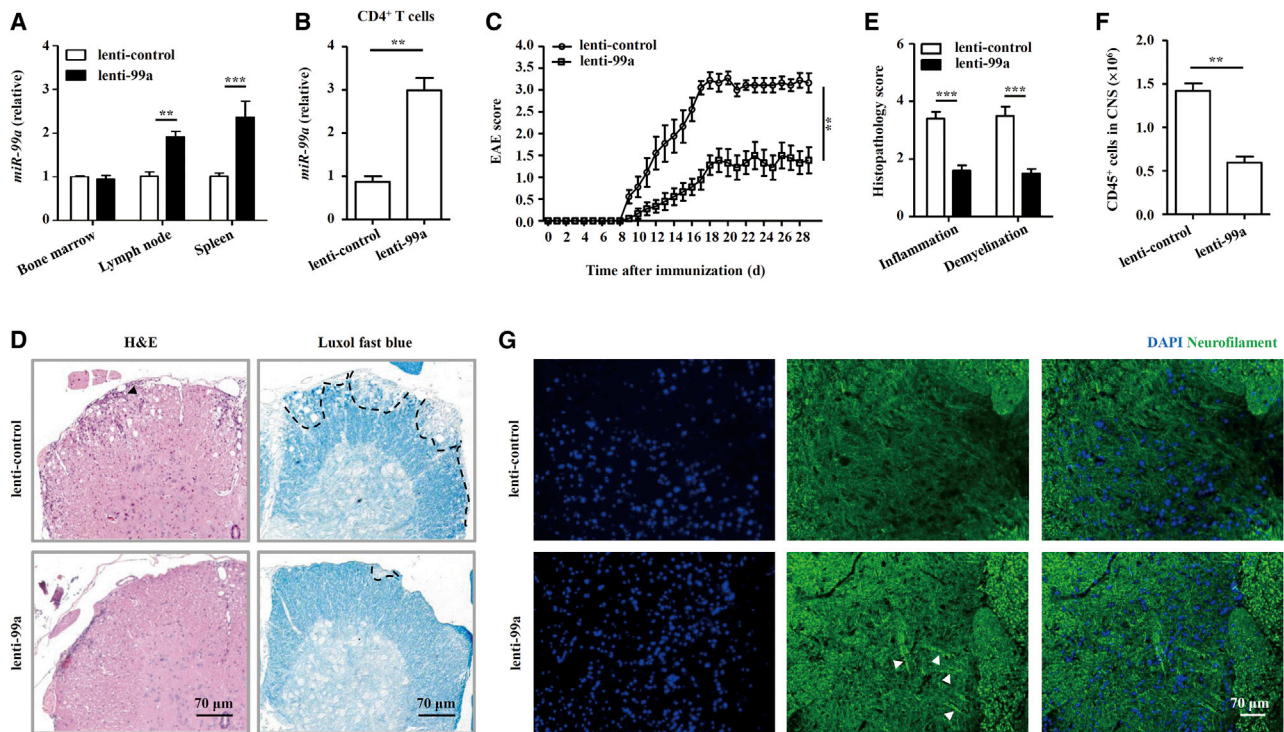 A
lenti-control
lenti-99a
miR-99a (relative)
4
3
2
1
0
**
***
Bone marrow
Lymph node
Spleen
B
CD4⁺ T cells
miR-99a (relative)
4
3
2
1
0
**
lenti-control
lenti-99a
C
lenti-control
lenti-99a
EAE score
4.0
3.5
3.0
2.5
2.0
1.5
1.0
0.5
0.0
**
0 2 4 6 8 10 12 14 16 18 20 22 24 26 28
Time after immunization (d)
E
lenti-control
lenti-99a
Histopathology score
6
4
2
0
***
***
Inflammation
Demyelination
F
CD45⁺ cells in CNS (×10⁶)
2.0
1.5
1.0
0.5
0
**
lenti-control
lenti-99a
D
H&E
Luxol fast blue
lenti-control
lenti-99a
70 µm
70 µm
G
DAPI Neurofilament
lenti-control
lenti-99a
70 µm